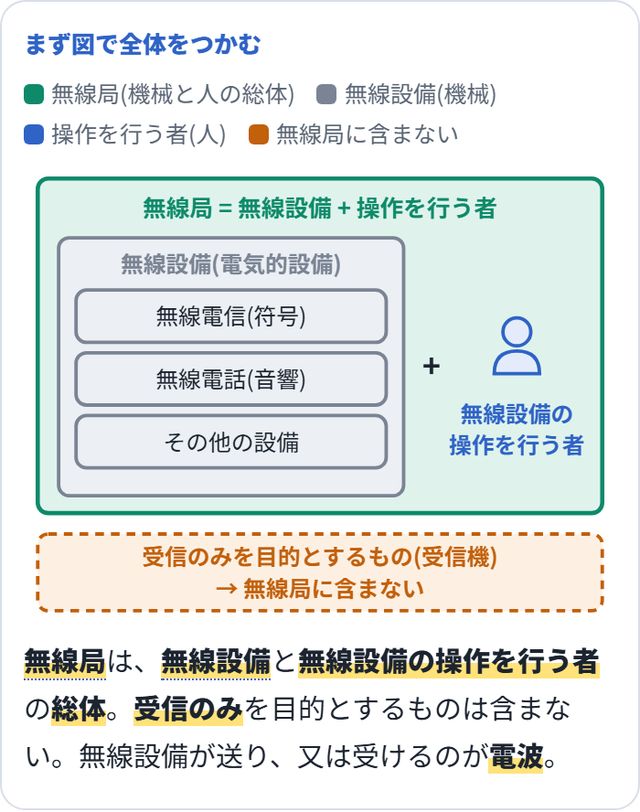 まず図で全体をつかむ
無線局(機械と人の総体) 無線設備(機械)
操作を行う者(人) 無線局に含まない
無線局 = 無線設備 + 操作を行う者
無線設備(電気的設備)
無線電信(符号)
無線電話(音響)
その他の設備
+
無線設備の
操作を行う者
受信のみを目的とするもの(受信機)
→ 無線局に含まない
無線局は、無線設備と無線設備の操作を行う者
の総体。受信のみを目的とするものは含まな
い。無線設備が送り、又は受けるのが電波。